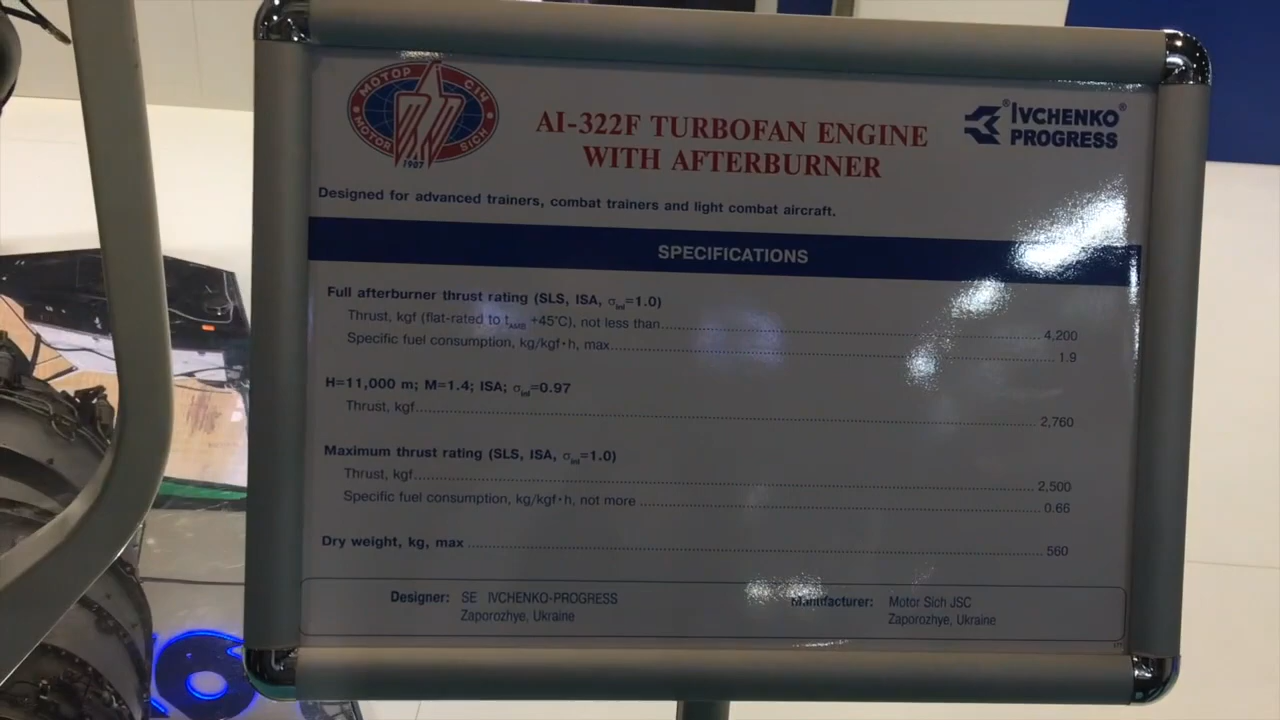 МОТОР СІЧ
MOTOR SICH
1907
AI-322F TURBOFAN ENGINE
WITH AFTERBURNER
®IVCHENKO®
PROGRESS
Designed for advanced trainers, combat trainers and light combat aircraft.
SPECIFICATIONS
Full afterburner thrust rating (SLS, ISA, σinl=1.0)
Thrust, kgf (flat-rated to tAMB +45°C), not less than 4,200
Specific fuel consumption, kg/kgf·h, max 1.9
H=11,000 m; M=1.4; ISA; σinl=0.97
Thrust, kgf 2,760
Maximum thrust rating (SLS, ISA, σinl=1.0)
Thrust, kgf 2,500
Specific fuel consumption, kg/kgf·h, not more 0.66
Dry weight, kg, max 560
Designer: SE IVCHENKO-PROGRESS
Zaporozhye, Ukraine
Manufacturer: Motor Sich JSC
Zaporozhye, Ukraine